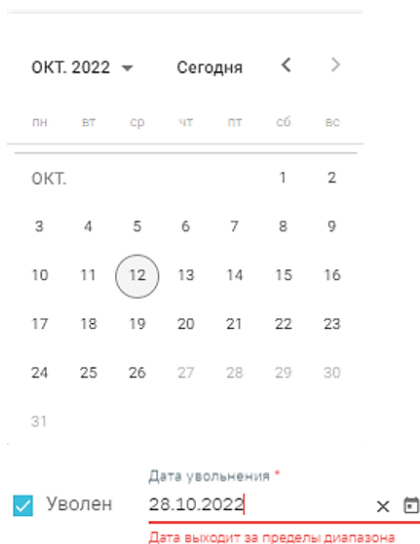 ОКТ. 2022 Сегодня
пн вт ср чт пт сб вс
ОКТ. 1 2
3 4 5 6 7 8 9
10 11 12 13 14 15 16
17 18 19 20 21 22 23
24 25 26 27 28 29 30
31
Дата увольнения *
Уволен 28.10.2022
Дата выходит за пределы диапазона